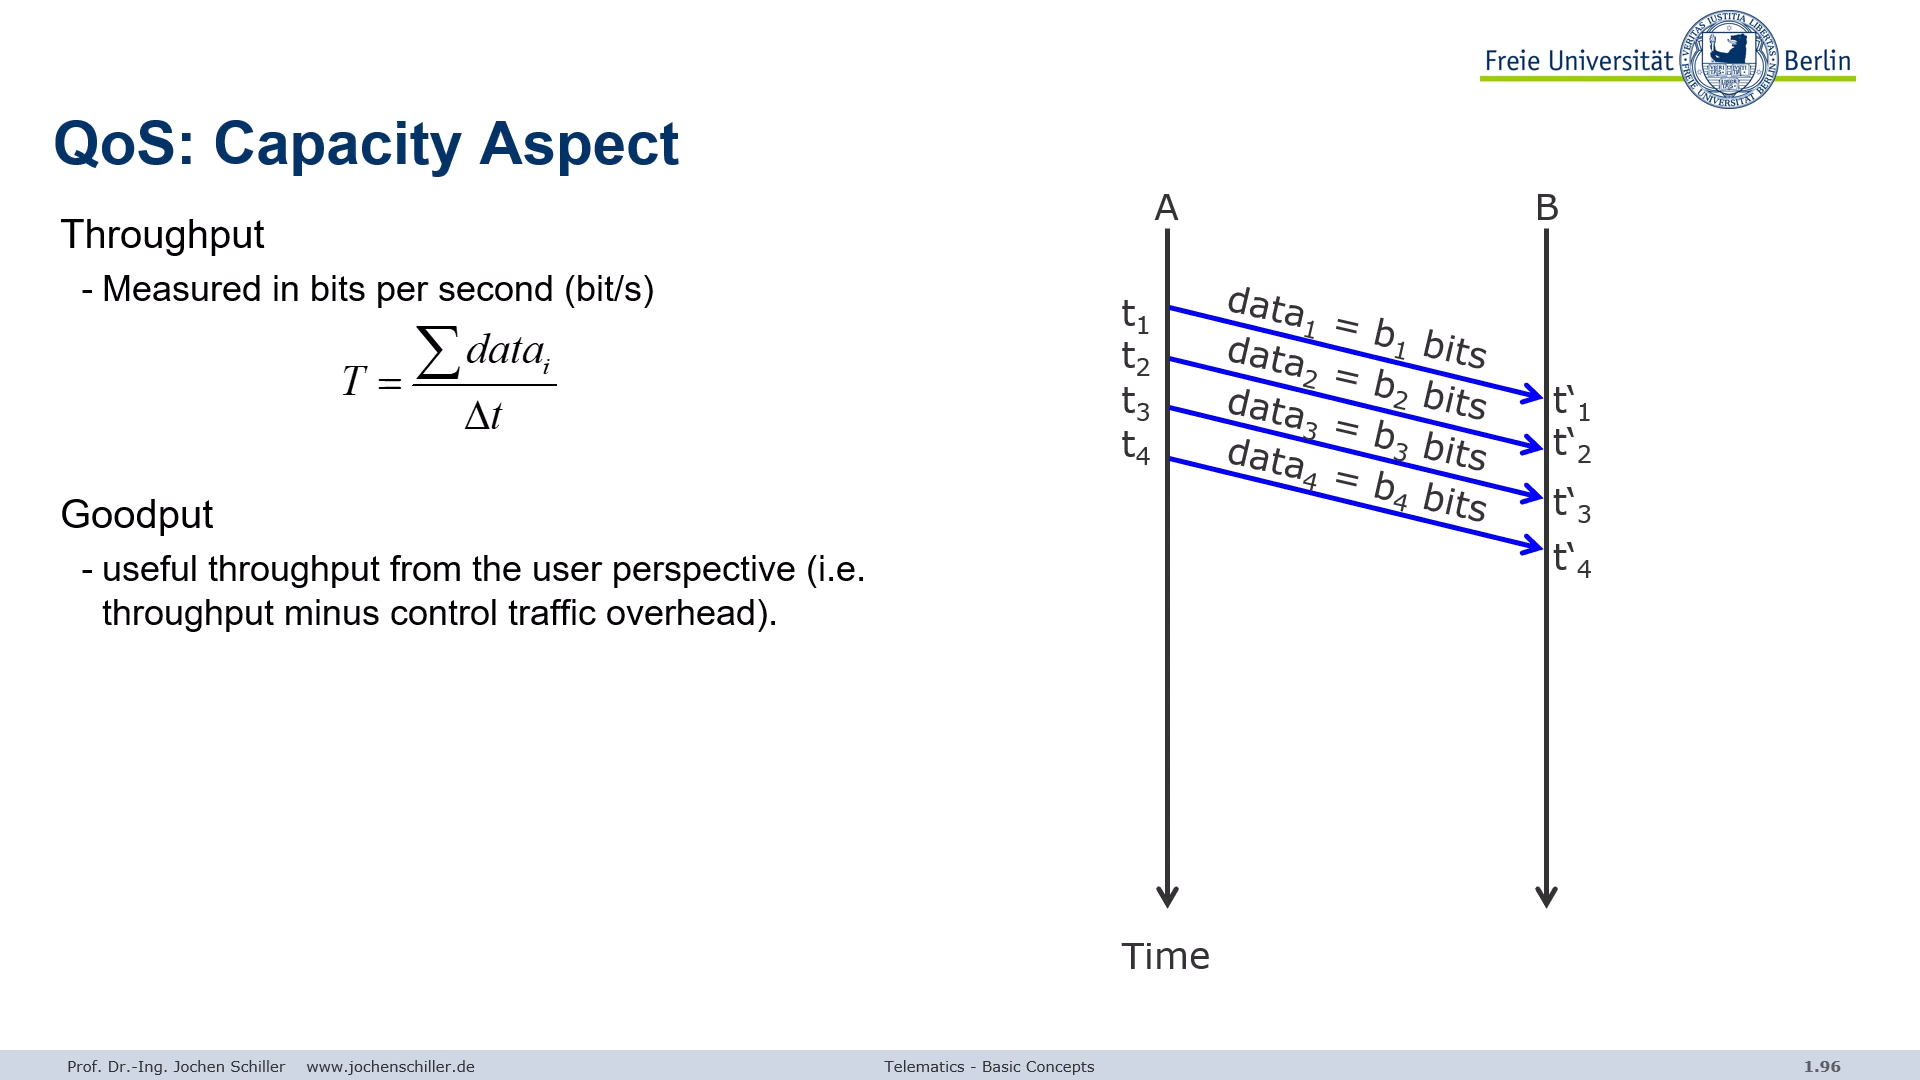 Freie Universität Berlin
QoS: Capacity Aspect
Throughput
- Measured in bits per second (bit/s)
T = ∑ data_i / Δt
Goodput
- useful throughput from the user perspective (i.e.
throughput minus control traffic overhead).
A
B
t1
t2
t3
t4
data1 = b1 bits
data2 = b2 bits
data3 = b3 bits
data4 = b4 bits
t‘1
t‘2
t‘3
t‘4
Time
Prof. Dr.-Ing. Jochen Schiller www.jochenschiller.de
Telematics - Basic Concepts
1.96